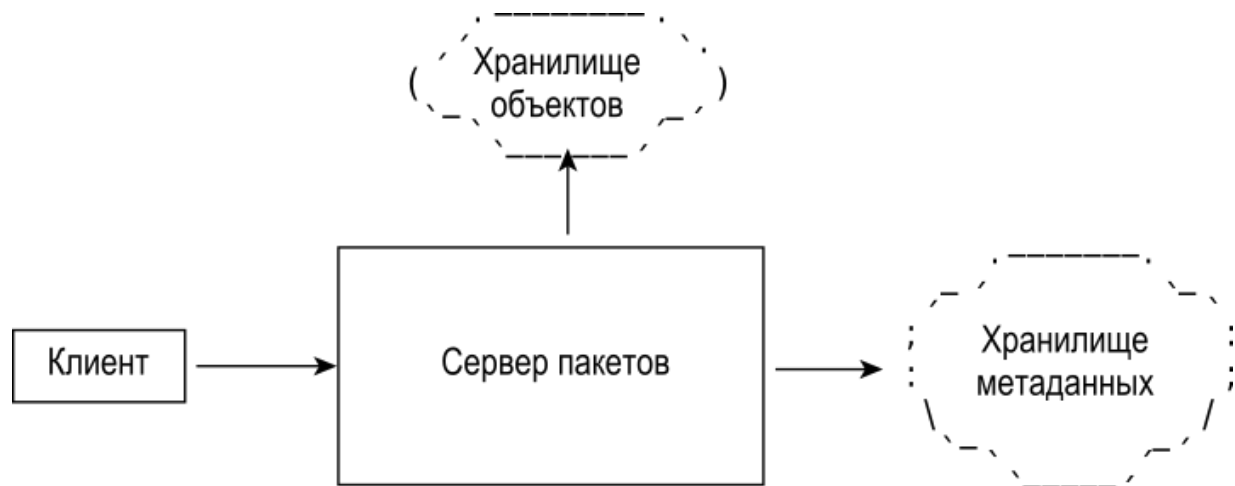 Хранилище
объектов
Клиент
Сервер пакетов
Хранилище
метаданных